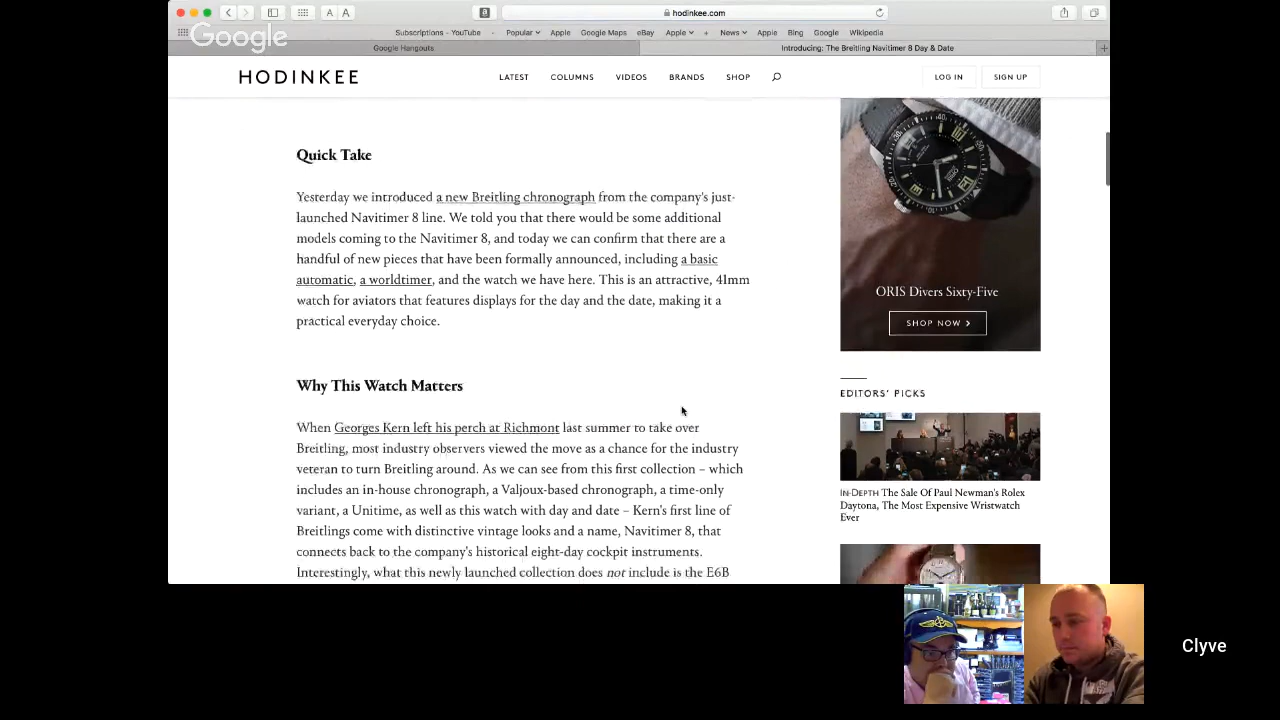 Google
A A
hodinkee.com
Subscriptions - YouTube
Popular
Apple
Google Maps
eBay
Apple
+
News
Apple
Bing
Google
Wikipedia
Google Hangouts
Introducing: The Breitling Navitimer 8 Day & Date
+
HODINKEE
LATEST
COLUMNS
VIDEOS
BRANDS
SHOP
LOG IN
SIGN UP
Quick Take
Yesterday we introduced a new Breitling chronograph from the company's just-
launched Navitimer 8 line. We told you that there would be some additional
models coming to the Navitimer 8, and today we can confirm that there are a
handful of new pieces that have been formally announced, including a basic
automatic, a worldtimer, and the watch we have here. This is an attractive, 41mm
watch for aviators that features displays for the day and the date, making it a
practical everyday choice.
Why This Watch Matters
When Georges Kern left his perch at Richmont last summer to take over
Breitling, most industry observers viewed the move as a chance for the industry
veteran to turn Breitling around. As we can see from this first collection – which
includes an in-house chronograph, a Valjoux-based chronograph, a time-only
variant, a Unitime, as well as this watch with day and date – Kern's first line of
Breitlings come with distinctive vintage looks and a name, Navitimer 8, that
connects back to the company's historical eight-day cockpit instruments.
Interestingly, what this newly launched collection does not include is the E6B
ORIS Divers Sixty-Five
SHOP NOW >
EDITORS' PICKS
IN-DEPTH The Sale Of Paul Newman's Rolex
Daytona, The Most Expensive Wristwatch
Ever
Clyve